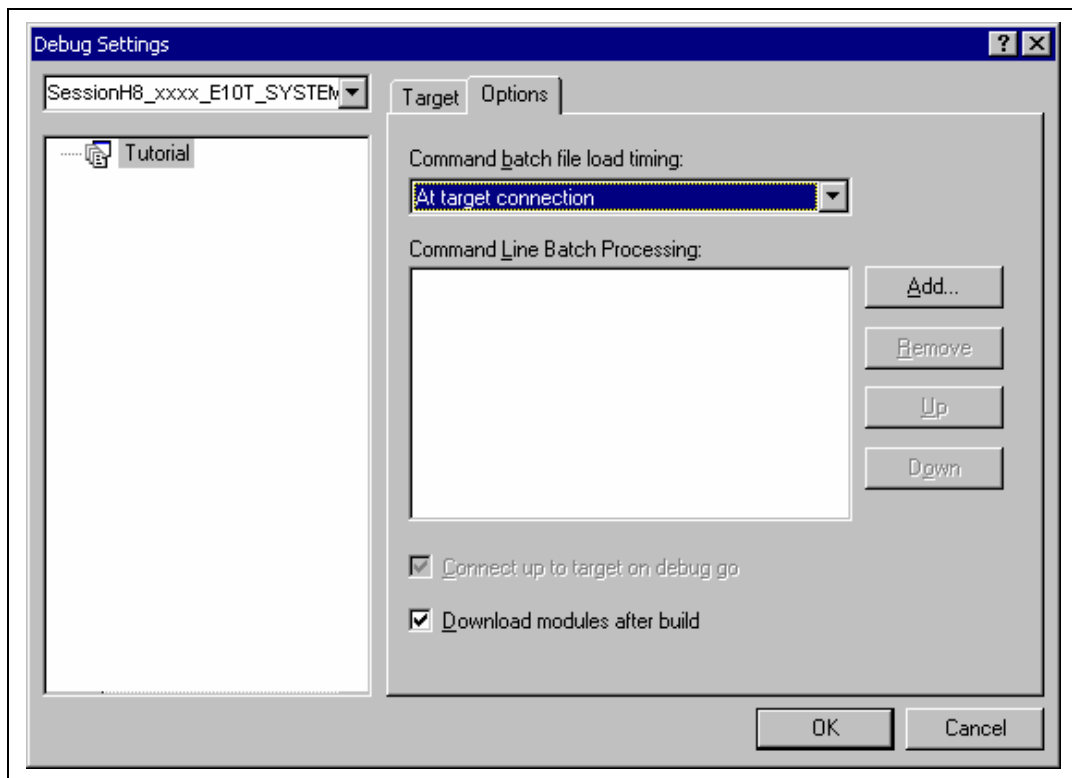 Debug Settings
SessionH8_xxxx_E10T_SYSTEM
Tutorial
Target
Options
Command batch file load timing:
At target connection
Command Line Batch Processing:
Add...
Remove
Up
Down
Connect up to target on debug go
Download modules after build
OK
Cancel